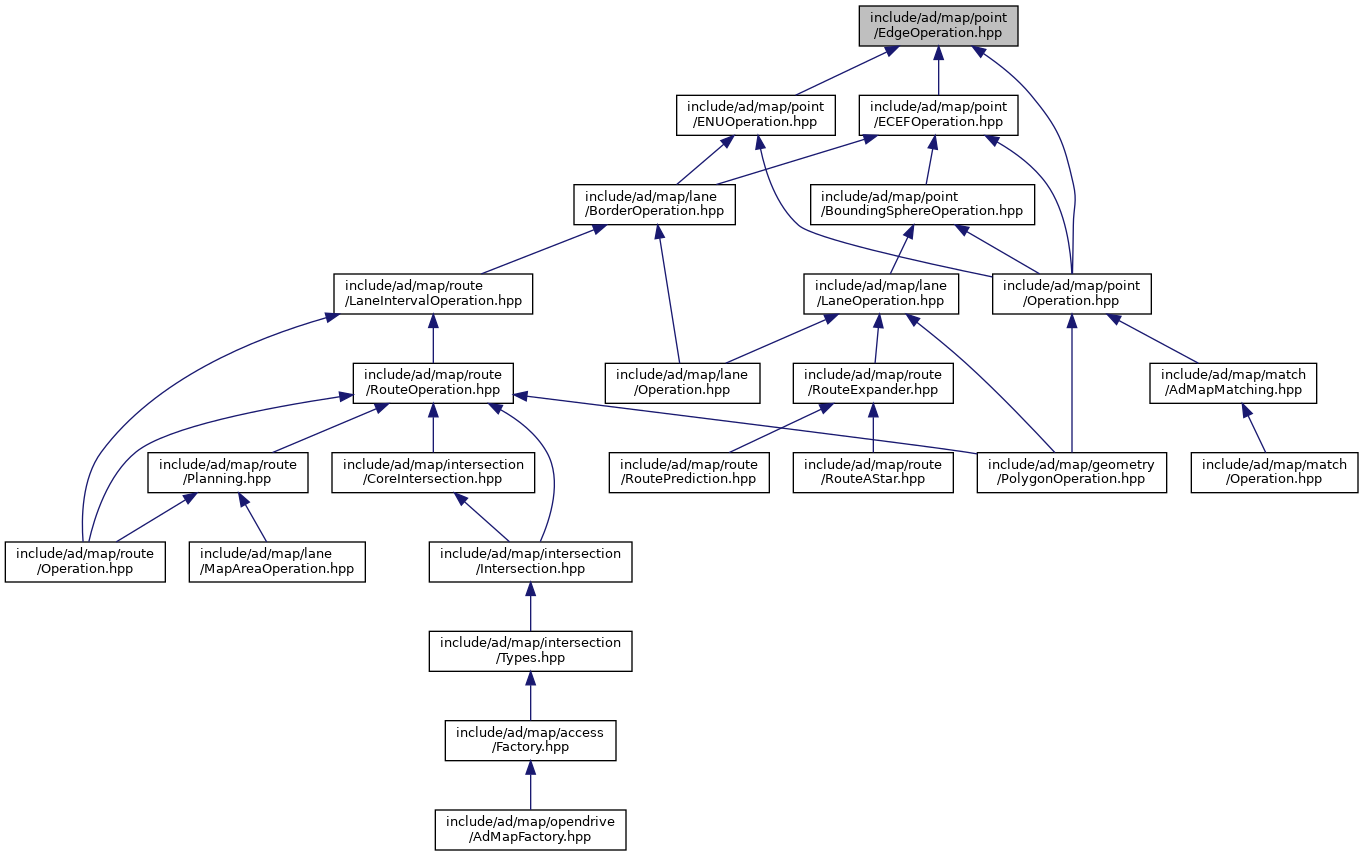 include/ad/map/point
/EdgeOperation.hpp
include/ad/map/point
/ENUOperation.hpp
include/ad/map/point
/ECEFOperation.hpp
include/ad/map/lane
/BorderOperation.hpp
include/ad/map/point
/BoundingSphereOperation.hpp
include/ad/map/route
/LaneIntervalOperation.hpp
include/ad/map/lane
/LaneOperation.hpp
include/ad/map/point
/Operation.hpp
include/ad/map/route
/RouteOperation.hpp
include/ad/map/lane
/Operation.hpp
include/ad/map/route
/RouteExpander.hpp
include/ad/map/match
/AdMapMatching.hpp
include/ad/map/route
/Planning.hpp
include/ad/map/intersection
/CoreIntersection.hpp
include/ad/map/route
/RoutePrediction.hpp
include/ad/map/route
/RouteAStar.hpp
include/ad/map/geometry
/PolygonOperation.hpp
include/ad/map/match
/Operation.hpp
include/ad/map/route
/Operation.hpp
include/ad/map/lane
/MapAreaOperation.hpp
include/ad/map/intersection
/Intersection.hpp
include/ad/map/intersection
/Types.hpp
include/ad/map/access
/Factory.hpp
include/ad/map/opendrive
/AdMapFactory.hpp